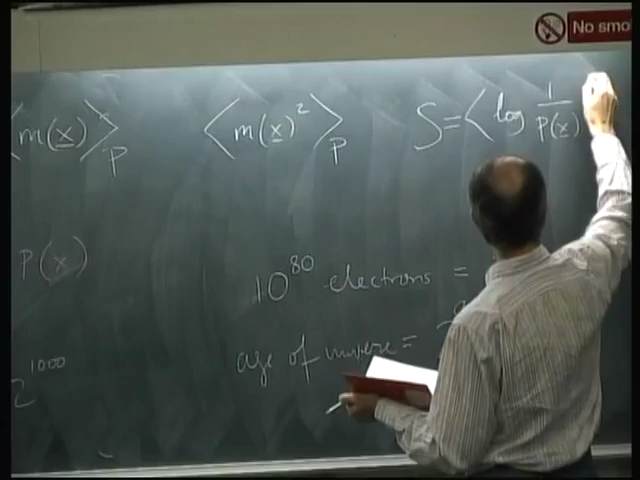 No smo
⟨m(x)⟩p ⟨m(x)²⟩p S=⟨log 1/P(x)
P(x)
10⁸⁰ electrons =
age of universe =
2¹⁰⁰⁰